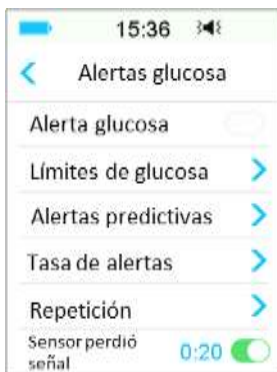 15:36
Alertas glucosa
Alerta glucosa
Límites de glucosa
Alertas predictivas
Tasa de alertas
Repetición
Sensor perdió
señal
0:20